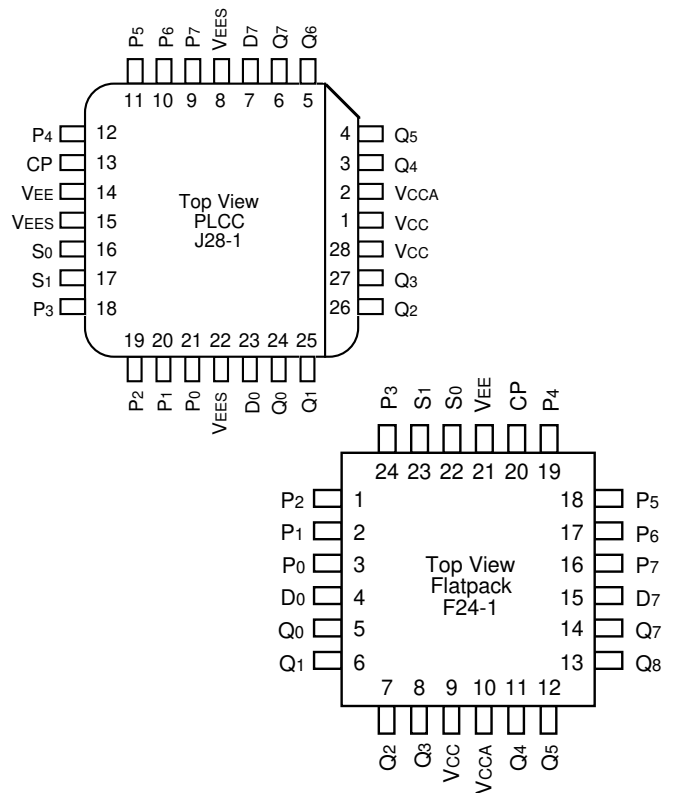 P5 P6 P7 VEES D7 Q7 Q6
11 10 9 8 7 6 5
P4 12
CP 13
VEE 14
VEES 15
S0 16
S1 17
P3 18
Top View
PLCC
J28-1
4 Q5
3 Q4
2 VCCA
1 VCC
28 VCC
27 Q3
26 Q2
19 20 21 22 23 24 25
P2 P1 P0 VEES D0 Q0 Q1
P3 S1 S0 VEE CP P4
24 23 22 21 20 19
P2 1
P1 2
P0 3
D0 4
Q0 5
Q1 6
Top View
Flatpack
F24-1
18 P5
17 P6
16 P7
15 D7
14 Q7
13 Q8
7 8 9 10 11 12
Q2 Q3 VCC VCCA Q4 Q5